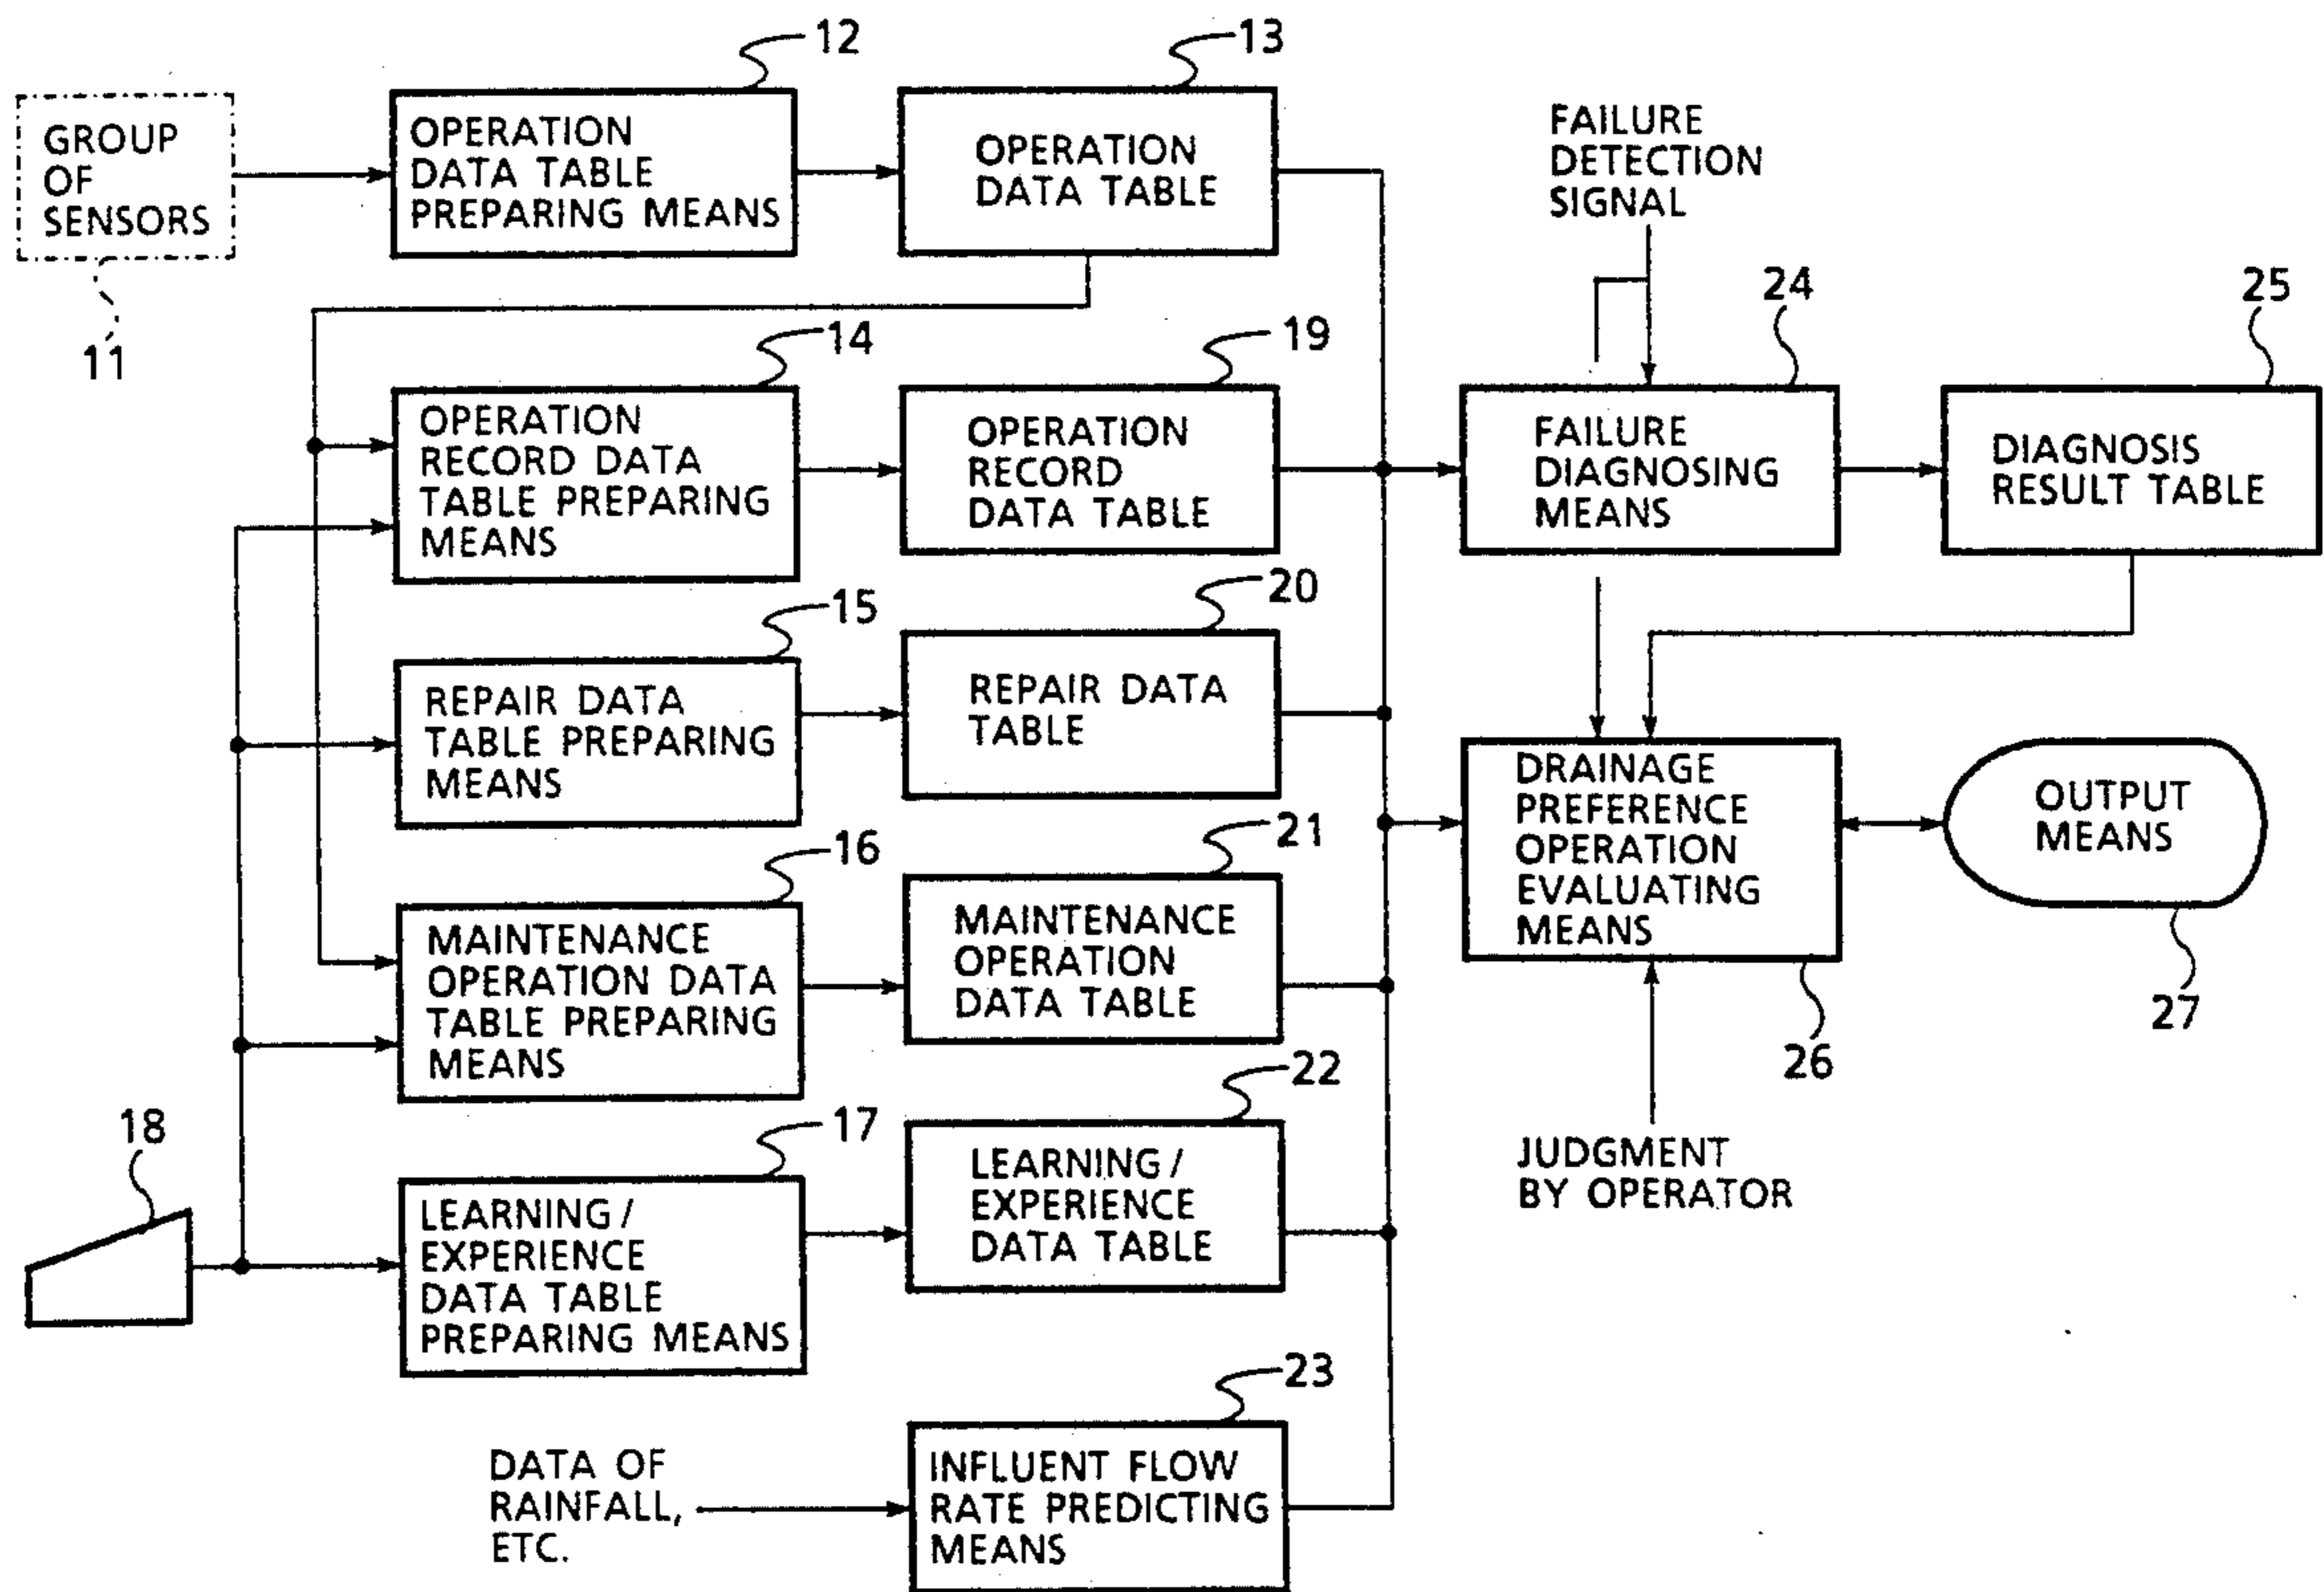 12
13
GROUP
OF
SENSORS
11
OPERATION
DATA TABLE
PREPARING MEANS
OPERATION
DATA TABLE
FAILURE
DETECTION
SIGNAL
14
OPERATION
RECORD DATA
TABLE PREPARING
MEANS
19
OPERATION
RECORD
DATA TABLE
24
FAILURE
DIAGNOSING
MEANS
25
DIAGNOSIS
RESULT TABLE
15
REPAIR DATA
TABLE PREPARING
MEANS
20
REPAIR DATA
TABLE
16
MAINTENANCE
OPERATION DATA
TABLE PREPARING
MEANS
21
MAINTENANCE
OPERATION
DATA TABLE
DRAINAGE
PREFERENCE
OPERATION
EVALUATING
MEANS
26
OUTPUT
MEANS
27
JUDGMENT
BY OPERATOR
18
17
LEARNING /
EXPERIENCE
DATA TABLE
PREPARING MEANS
22
LEARNING /
EXPERIENCE
DATA TABLE
23
DATA OF
RAINFALL,
ETC.
INFLUENT FLOW
RATE PREDICTING
MEANS